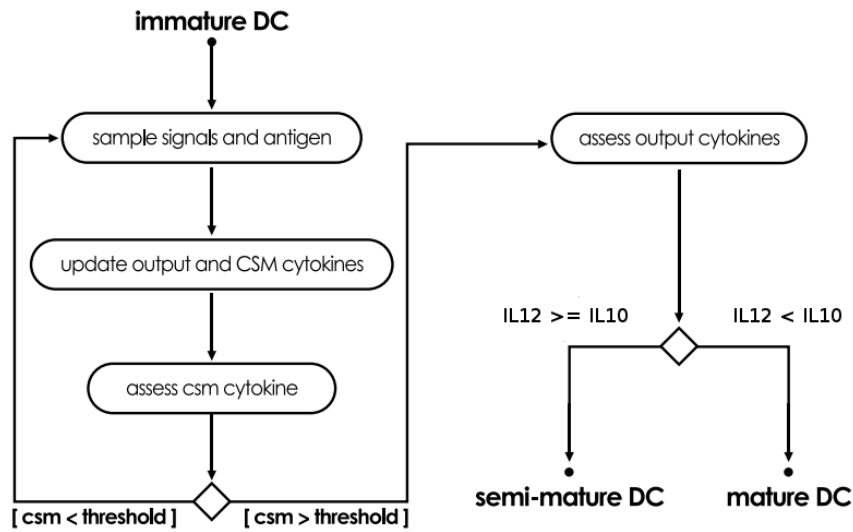 immature DC
sample signals and antigen
update output and CSM cytokines
assess csm cytokine
[ csm < threshold ]
[ csm > threshold ]
assess output cytokines
IL12 >= IL10
IL12 < IL10
semi-mature DC
mature DC